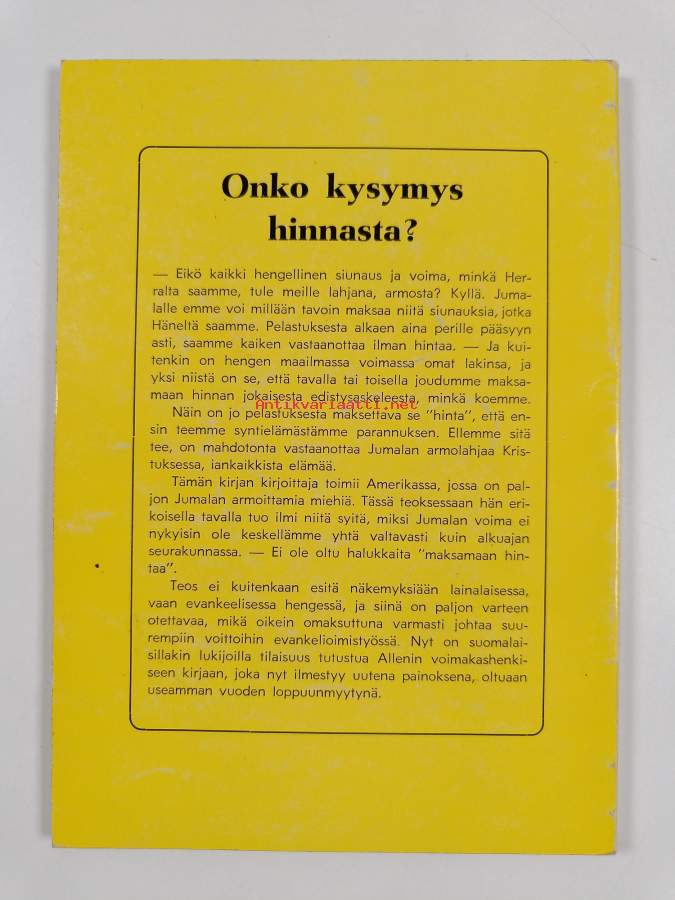 Onko kysymys
hinnasta?
— Eikö kaikki hengellinen siunaus ja voima, minkä Her-
ralta saamme, tule meille lahjana, armosta? Kyllä. Juma-
lalle emme voi millään tavoin maksaa niitä siunauksia, jotka
Häneltä saamme. Pelastuksesta alkaen aina perille pääsyyn
asti, saamme kaiken vastaanottaa ilman hintaa. — Ja kui-
tenkin on hengen maailmassa voimassa omat lakinsa, ja
yksi niistä on se, että tavalla tai toisella joudumme maksa-
maan hinnan jokaisesta edistysaskeleesta, minkä koemme.
Antikvariaatti.net
Näin on jo pelastuksesta maksettava se "hinta", että en-
sin teemme syntielämästämme parannuksen. Ellemme sitä
tee, on mahdotonta vastaanottaa Jumalan armolahjaa Kris-
tuksessa, iankaikkista elämää.
Tämän kirjan kirjoittaja toimii Amerikassa, jossa on pal-
jon Jumalan armoittamia miehiä. Tässä teoksessaan hän eri-
koisella tavalla tuo ilmi niitä syitä, miksi Jumalan voima ei
nykyisin ole keskellämme yhtä valtavasti kuin alkuajan
seurakunnassa. — Ei ole oltu halukkaita "maksamaan hin-
taa".
Teos ei kuitenkaan esitä näkemyksiään lainalaisessa,
vaan evankeelisessa hengessä, ja siinä on paljon varteen
otettavaa, mikä oikein omaksuttuna varmasti johtaa suu-
rempiin voittoihin evankelioimistyössä. Nyt on suomalai-
sillakin lukijoilla tilaisuus tutustua Allenin voimakashenki-
seen kirjaan, joka nyt ilmestyy uutena painoksena, oltuaan
useamman vuoden loppuunmyytynä.